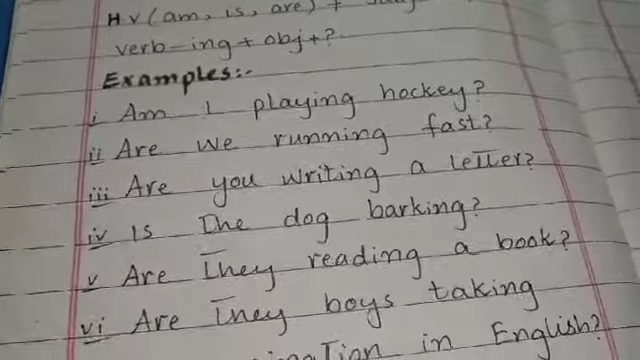 Hv (am, is, are) +
verb-ing + obj + ?
Examples:-
i Am I playing hockey?
ii Are we running fast?
iii Are you writing a letter?
iv Is The dog barking?
v Are They reading a book?
vi Are They boys taking
in English?